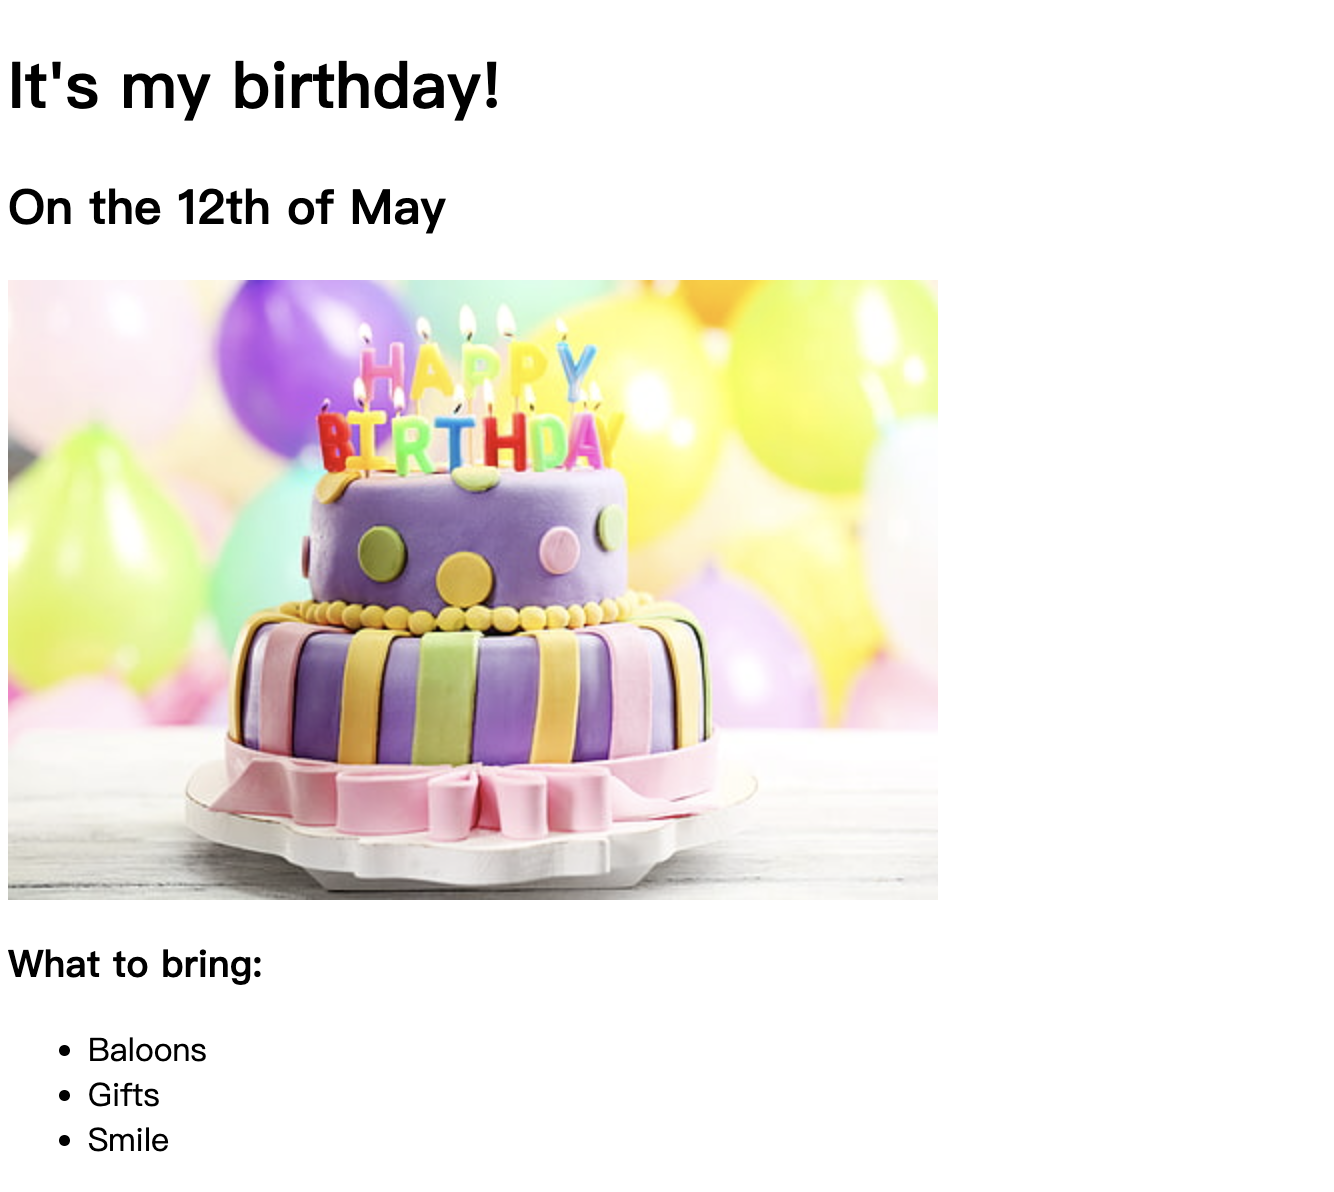 It's my birthday!
On the 12th of May
HAPPY
BIRTHDAY
What to bring:
Baloons
Gifts
Smile